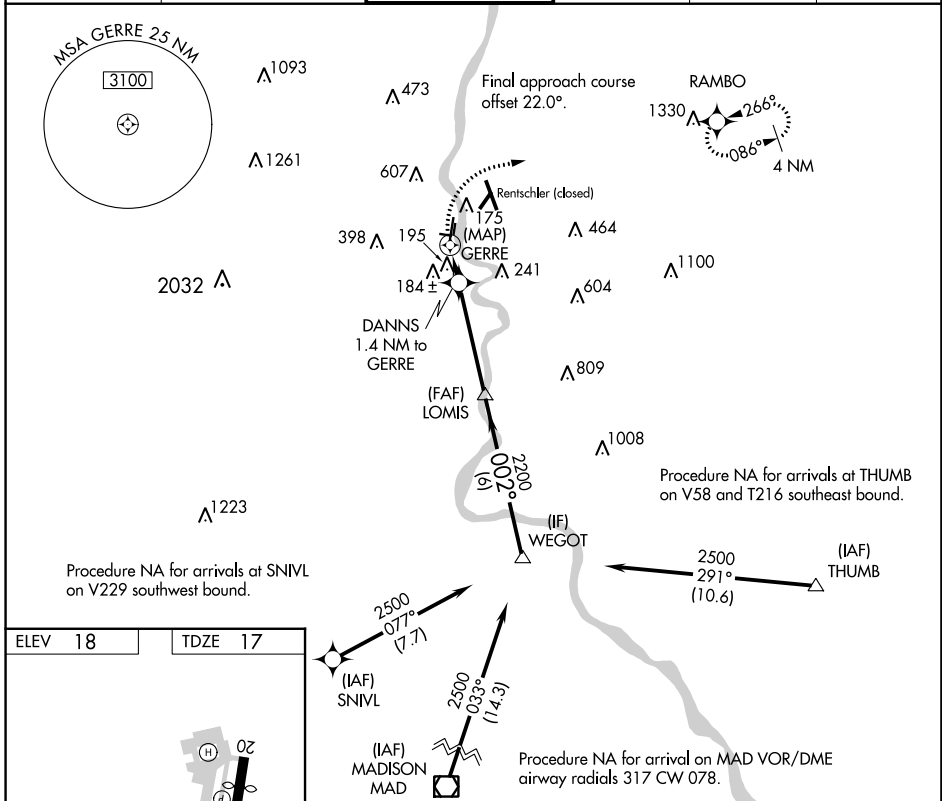 MSA GERRE 25 NM
3100
1093
473
Final approach course
offset 22.0°.
RAMBO
1330
266°
086°
4 NM
1261
607
Rentschler (closed)
175
(MAP)
GERRE
398
195
464
2032
184 ±
241
1100
604
DANNS
1.4 NM to
GERRE
809
(FAF)
LOMIS
1008
2200
002°
(6)
Procedure NA for arrivals at THUMB
on V58 and T216 southeast bound.
1223
(IF)
WEGOT
(IAF)
THUMB
2500
291°
(10.6)
Procedure NA for arrivals at SNIVL
on V229 southwest bound.
2500
077°
(7.7)
ELEV 18
TDZE 17
(IAF)
SNIVL
2500
033°
(14.3)
(IAF)
MADISON
MAD
Procedure NA for arrival on MAD VOR/DME
airway radials 317 CW 078.
H
20
P